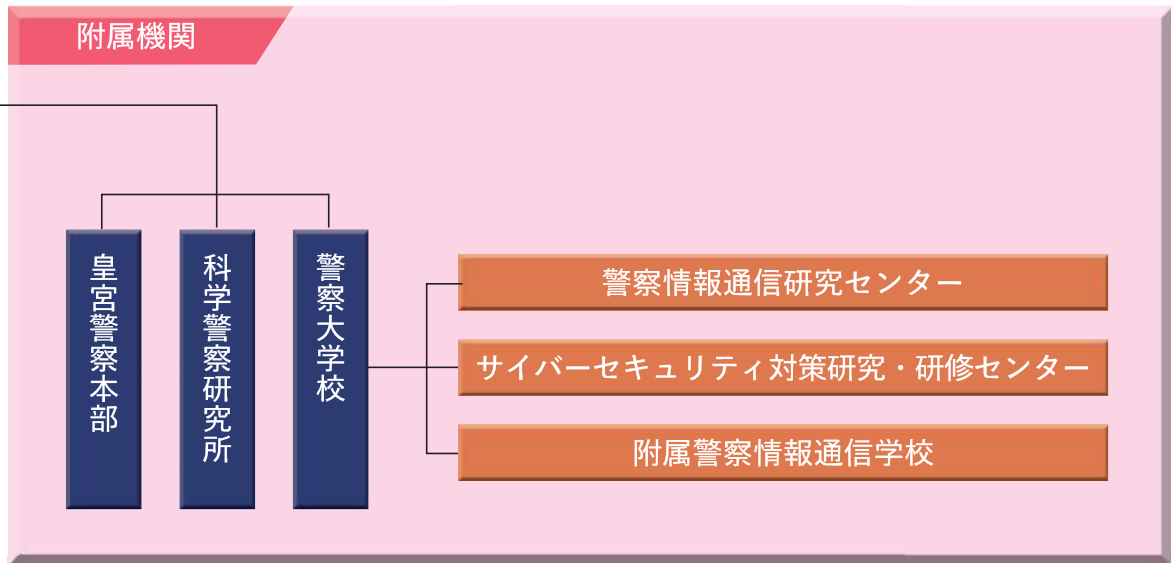 附属機関
皇宮警察本部
科学警察研究所
警察大学校
警察情報通信研究センター
サイバーセキュリティ対策研究・研修センター
附属警察情報通信学校